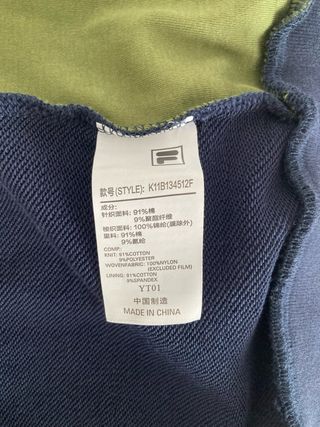 款号(STYLE): K11B134512F
成分:
针织面料: 91%棉
9%聚酯纤维
梭织面料: 100%锦纶(膜除外)
里料: 91%棉
9%氨纶
COMP.:
KNIT: 91%COTTON
9%POLYESTER
WOVENFABRIC: 100%NYLON
(EXCLUDED FILM)
LINING: 91%COTTON
9%SPANDEX
YT01
中国制造
MADE IN CHINA